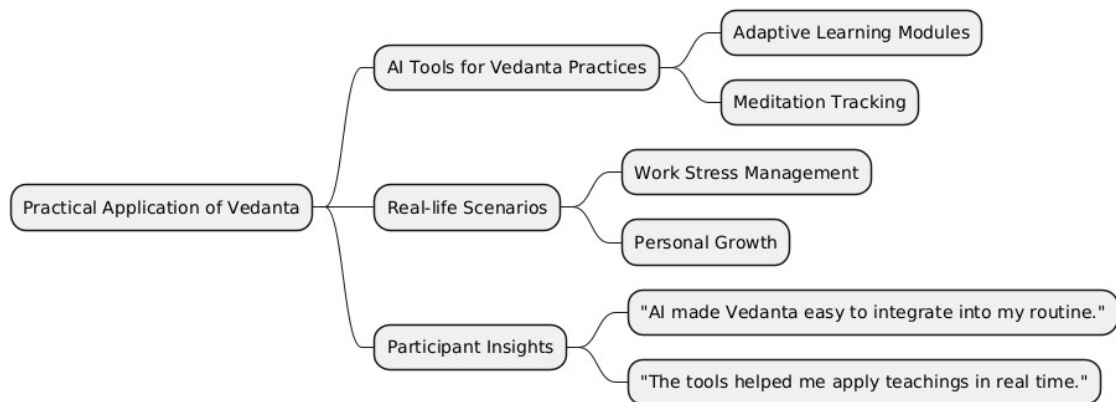 Practical Application of Vedanta
AI Tools for Vedanta Practices
Adaptive Learning Modules
Meditation Tracking
Real-life Scenarios
Work Stress Management
Personal Growth
Participant Insights
"AI made Vedanta easy to integrate into my routine."
"The tools helped me apply teachings in real time."